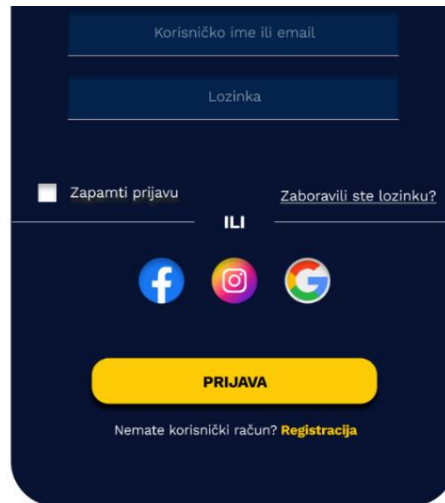 Korisničko ime ili email
Lozinka
Zapamti prijavu
Zaboravili ste lozinku?
ILI
PRIJAVA
Nemate korisnički račun? Registracija